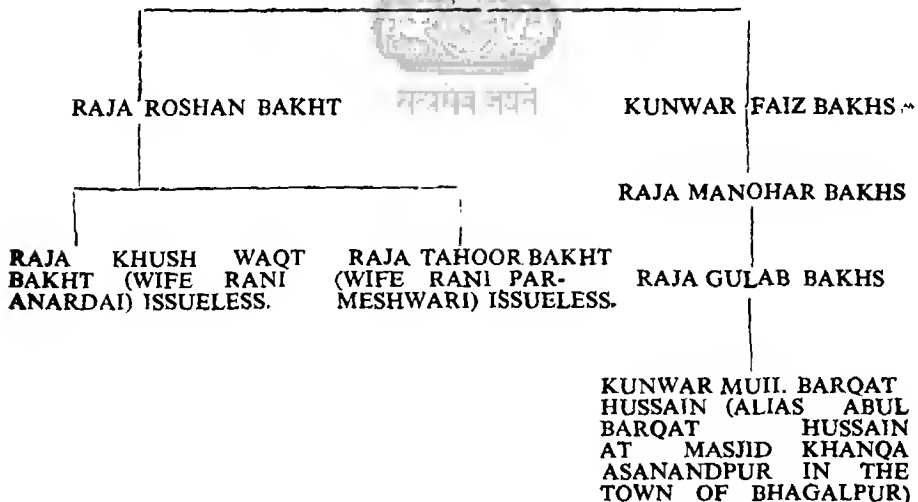 RAJA ROSHAN BAKHT
KUNWAR FAIZ BAKHS
RAJA MANOHAR BAKHS
RAJA KHUSH WAQT
BAKHT (WIFE RANI
ANARDAI) ISSUELESS.
RAJA TAHOOR BAKHT
(WIFE RANI PAR-
MESHWARI) ISSUELESS.
RAJA GULAB BAKHS
KUNWAR MUII. BARQAT
HUSSAIN (ALIAS ABUL
BARQAT HUSSAIN
AT MASJID KHANQA
ASANANDPUR IN THE
TOWN OF BHAGALPUR)